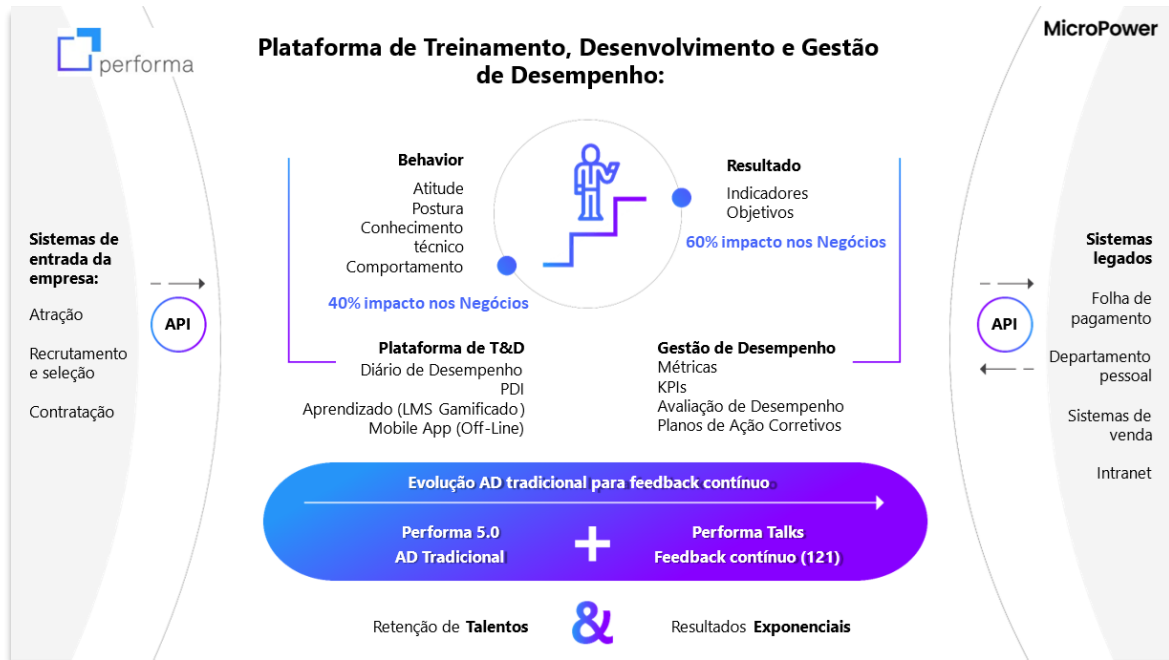 performa
MicroPower
Plataforma de Treinamento, Desenvolvimento e Gestão
de Desempenho:
Sistemas de
entrada da
empresa:
Atração
Recrutamento
e seleção
Contratação
API
Behavior
Atitude
Postura
Conhecimento
técnico
Comportamento
40% impacto nos Negócios
Resultado
Indicadores
Objetivos
60% impacto nos Negócios
Plataforma de T&D
Diário de Desempenho
PDI
Aprendizado (LMS Gamificado)
Mobile App (Off-Line)
Gestão de Desempenho
Métricas
KPIs
Avaliação de Desempenho
Planos de Ação Corretivos
API
Sistemas
legados
Folha de
pagamento
Departamento
pessoal
Sistemas de
venda
Intranet
Evolução AD tradicional para feedback contínuo
Performa 5.0
AD Tradicional
+
Performa Talks
Feedback contínuo (121)
Retenção de Talentos
&
Resultados Exponenciais